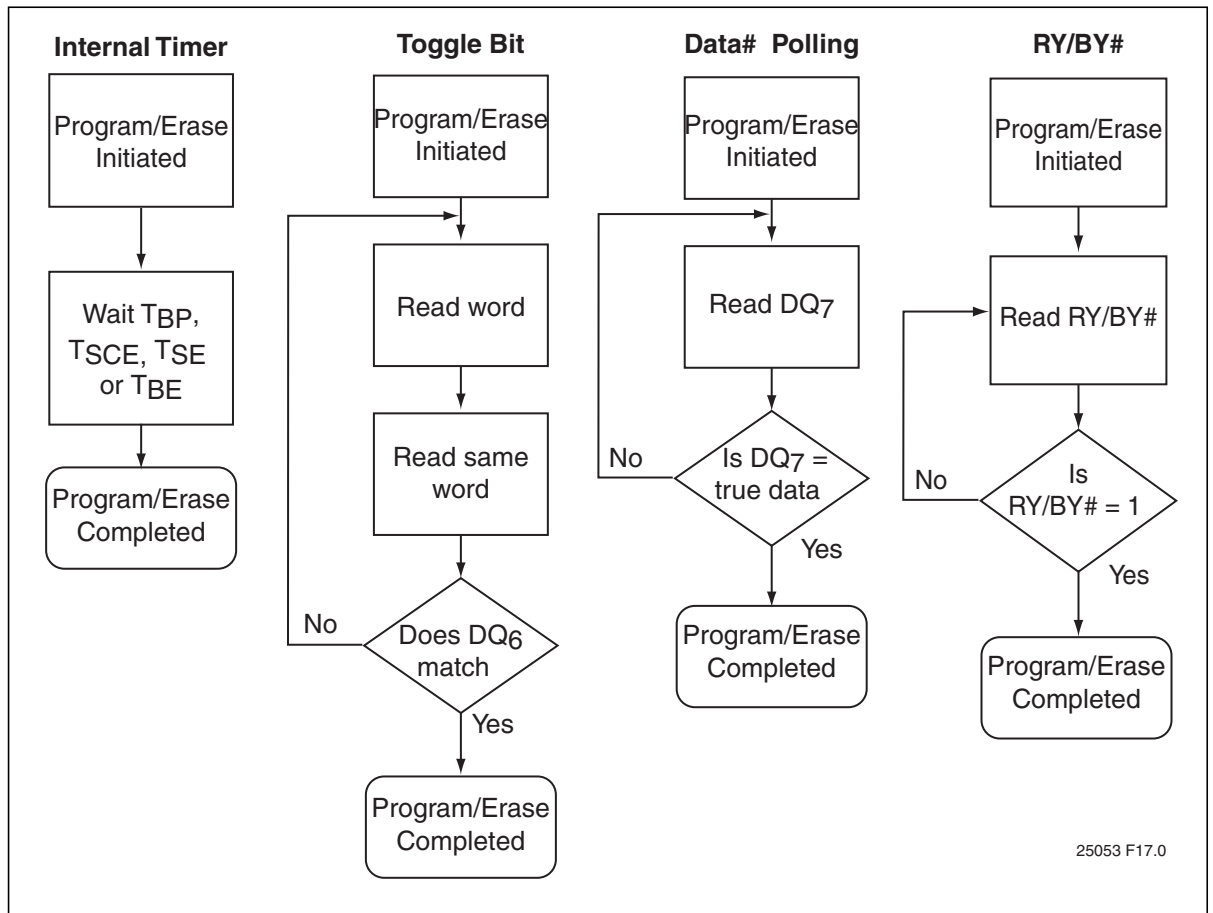 Internal Timer
Program/Erase
Initiated
Wait TBP,
TSCE, TSE
or TBE
Program/Erase
Completed
Toggle Bit
Program/Erase
Initiated
Read word
Read same
word
Does DQ6
match
No
Yes
Program/Erase
Completed
Data# Polling
Program/Erase
Initiated
Read DQ7
Is DQ7 =
true data
No
Yes
Program/Erase
Completed
RY/BY#
Program/Erase
Initiated
Read RY/BY#
Is
RY/BY# = 1
No
Yes
Program/Erase
Completed
25053 F17.0